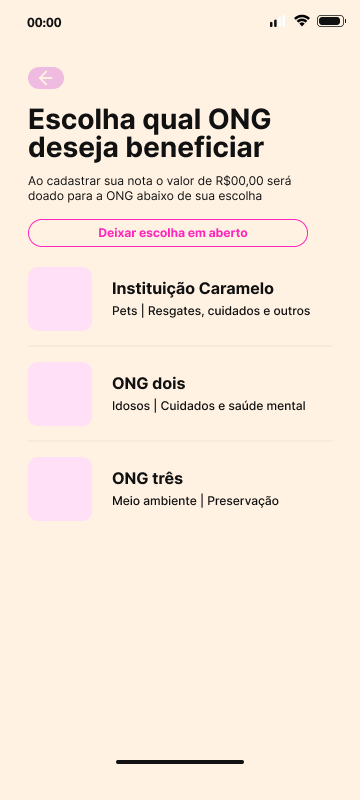 00:00
Escolha qual ONG
deseja beneficiar
Ao cadastrar sua nota o valor de R$00,00 será
doado para a ONG abaixo de sua escolha
Deixar escolha em aberto
Instituição Caramelo
Pets | Resgates, cuidados e outros
ONG dois
Idosos | Cuidados e saúde mental
ONG três
Meio ambiente | Preservação